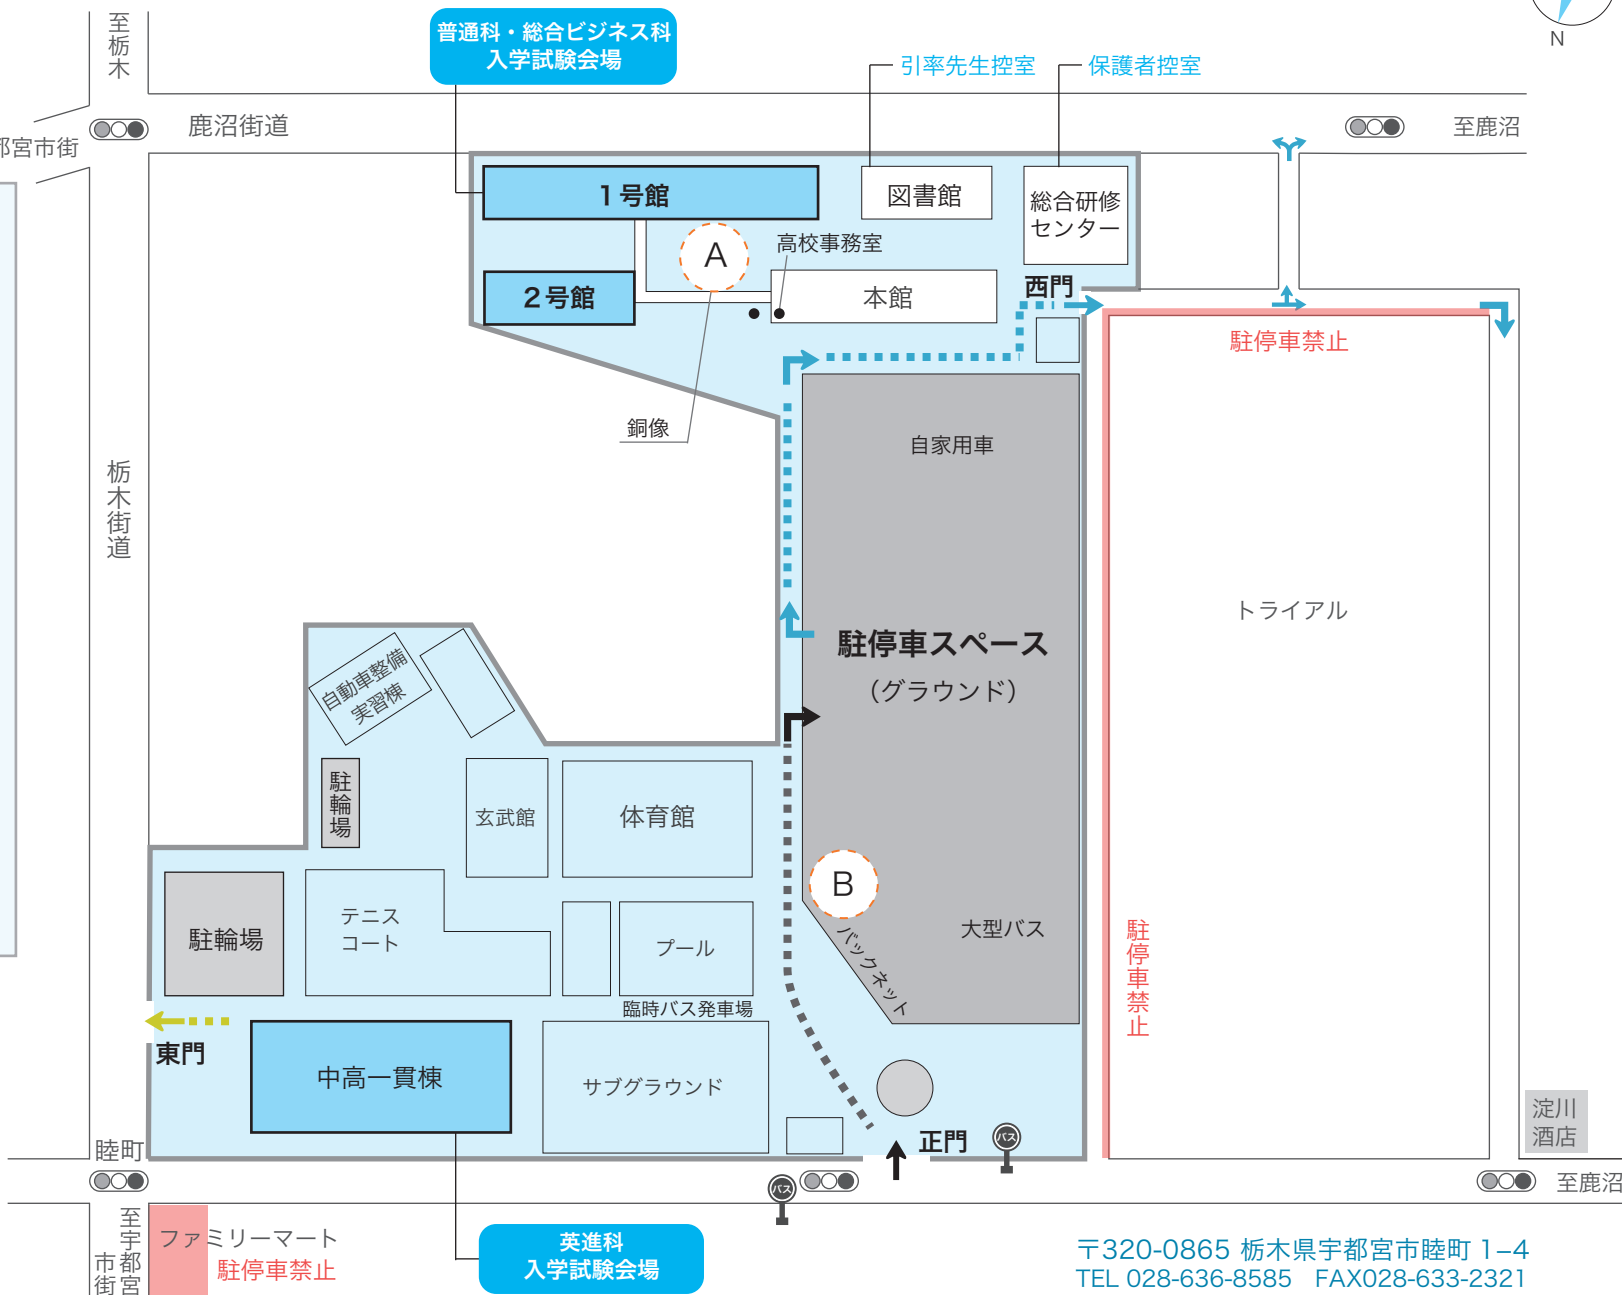 至栃木
普通科・総合ビジネス科
入学試験会場
引率先生控室
保護者控室
N
鹿沼街道
至鹿沼
宮市街
1号館
図書館
総合研修
センター
A
高校事務室
2号館
本館
西門
駐停車禁止
銅像
自家用車
栃木街道
トライアル
駐停車スペース
（グラウンド）
自動車整備
実習棟
駐輪場
玄武館
体育館
B
テニス
コート
駐輪場
プール
バックネット
大型バス
駐停車禁止
臨時バス発車場
東門
中高一貫棟
サブグラウンド
淀川
酒店
睦町
正門
バス
バス
至鹿沼
至宇都宮
市街
ファミリーマート
駐停車禁止
英進科
入学試験会場
〒320-0865 栃木県宇都宮市睦町 1–4
TEL 028-636-8585 FAX028-633-2321